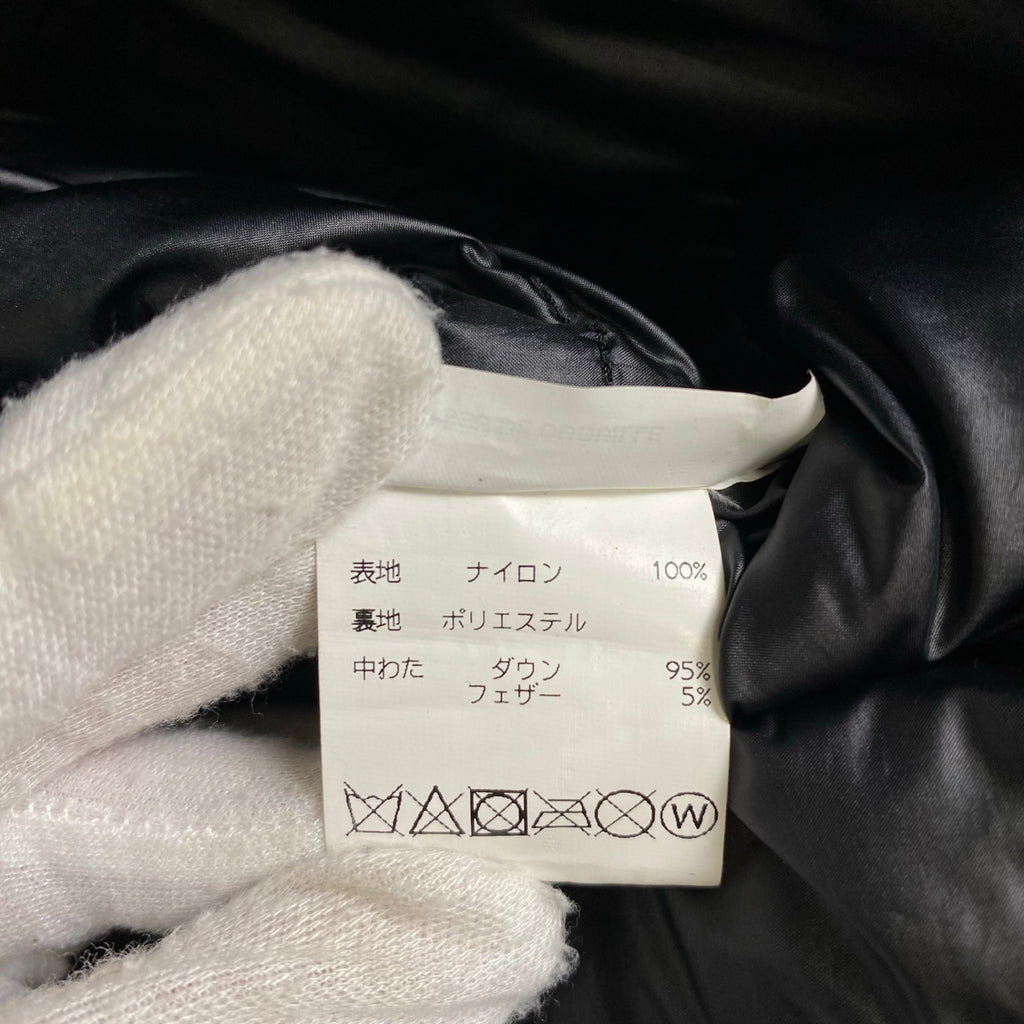 表地 ナイロン 100%
裏地 ポリエステル
中わた ダウン 95%
フェザー 5%
W